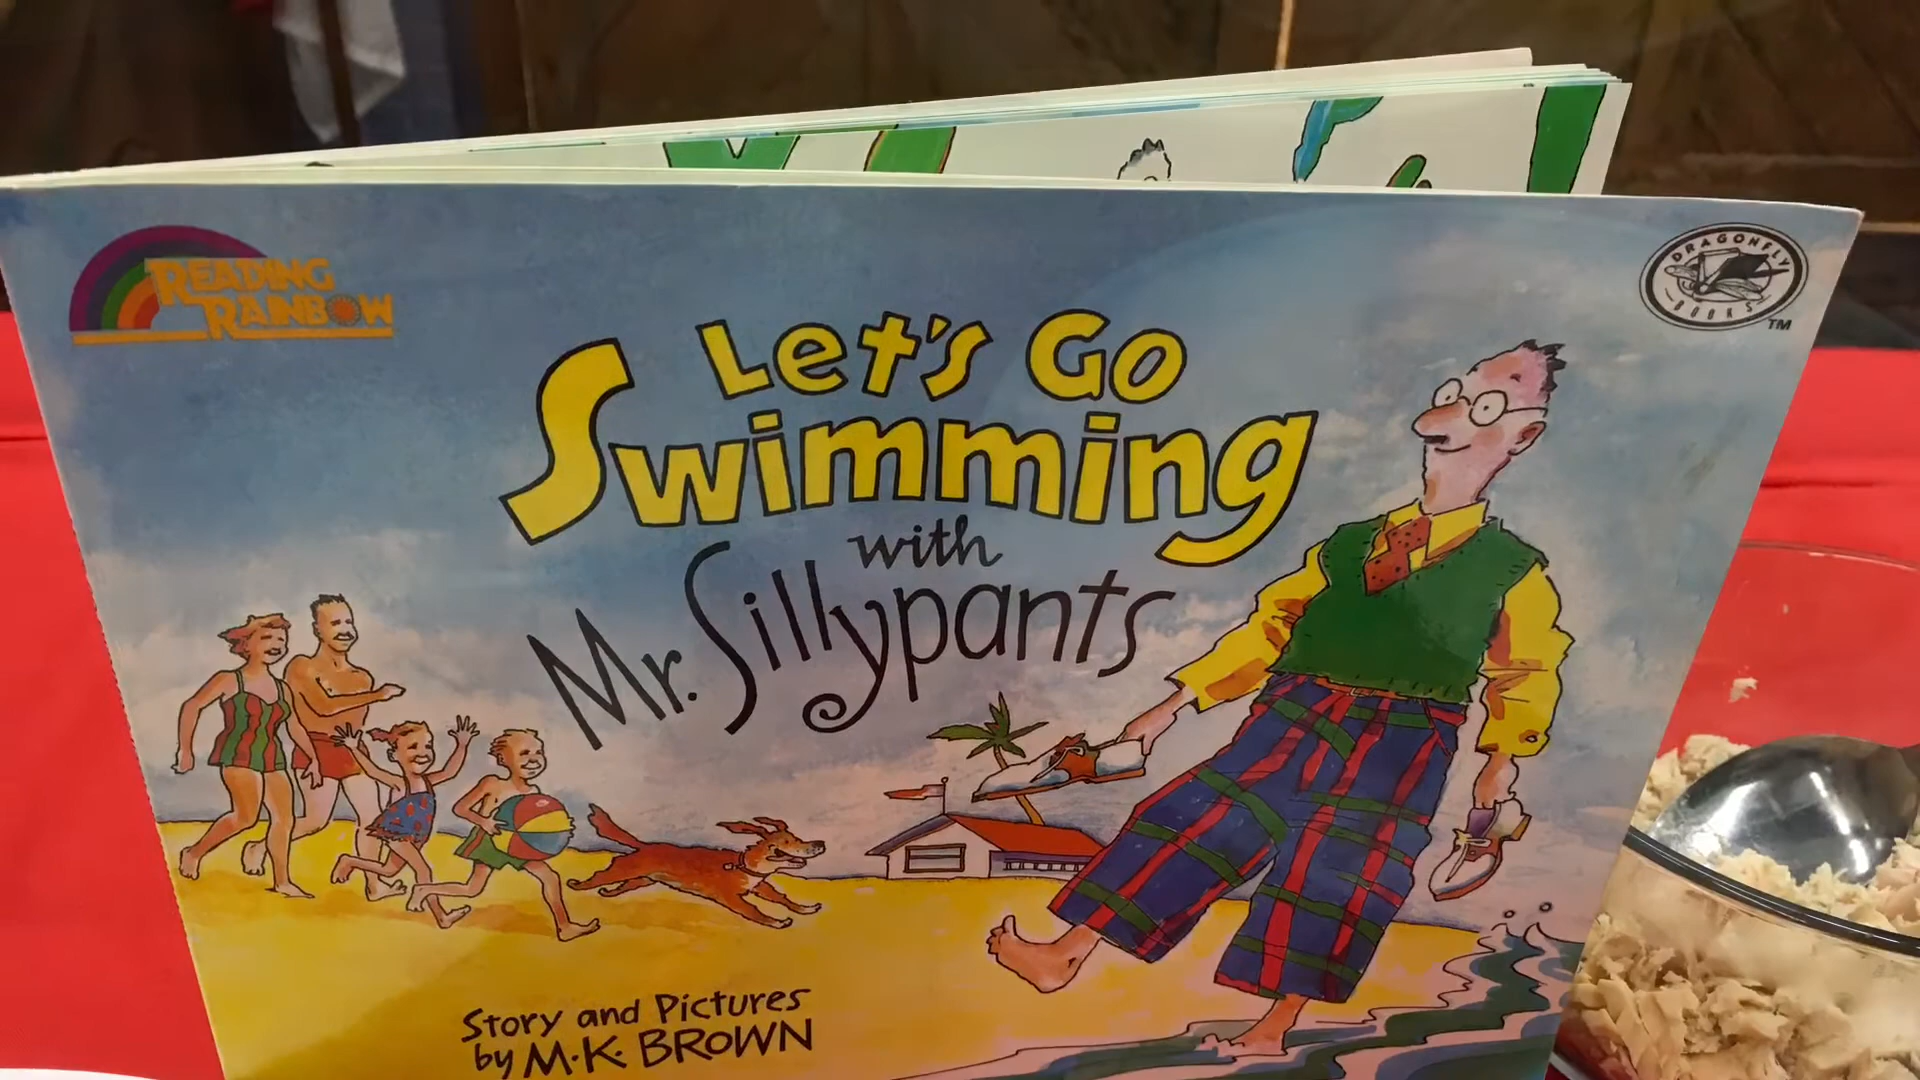 READING
RAINBOW
DRAGONFLY
BOOKS
TM
Let's Go
Swimming
with
Mr. Sillypants
Story and Pictures
by M.K. BROWN